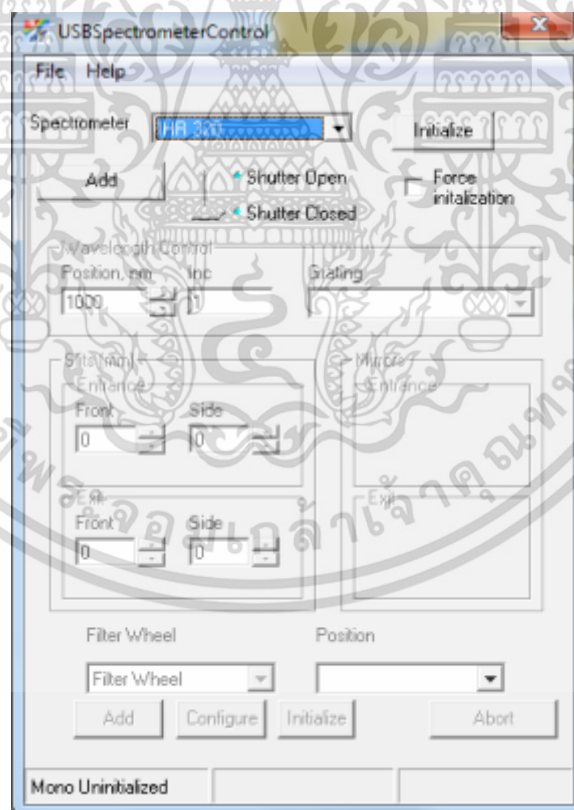 USBSpectrometerControl
File Help
Spectrometer HR 320 Initialize
Add Shutter Open Force
Shutter Closed initalization
Wavelength Control
Position, nm Inc Grating
1000 1
Slits (mm) Mirrors
Entrance Entrance
Front Side
0 0
Exit Exit
Front Side
0 0
Filter Wheel Position
Filter Wheel
Add Configure Initialize Abort
Mono Uninitialized